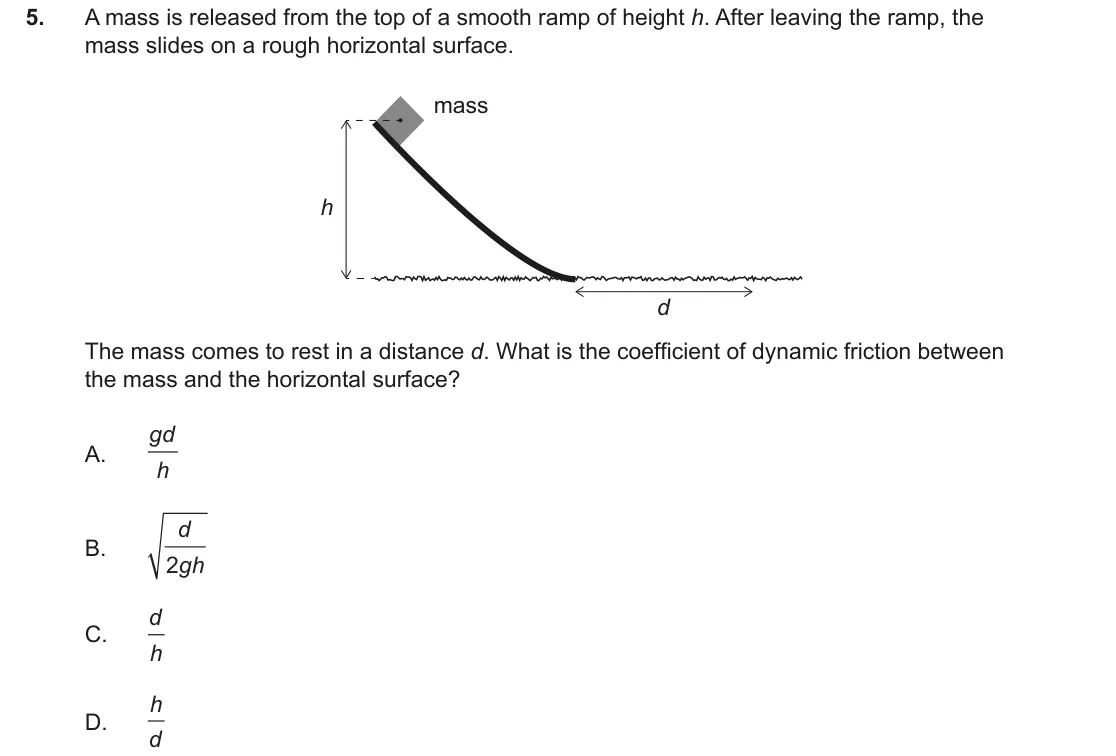 5. A mass is released from the top of a smooth ramp of height h. After leaving the ramp, the
mass slides on a rough horizontal surface.
mass
h
d
The mass comes to rest in a distance d. What is the coefficient of dynamic friction between
the mass and the horizontal surface?
A. gd/h
B. √(d/2gh)
C. d/h
D. h/d